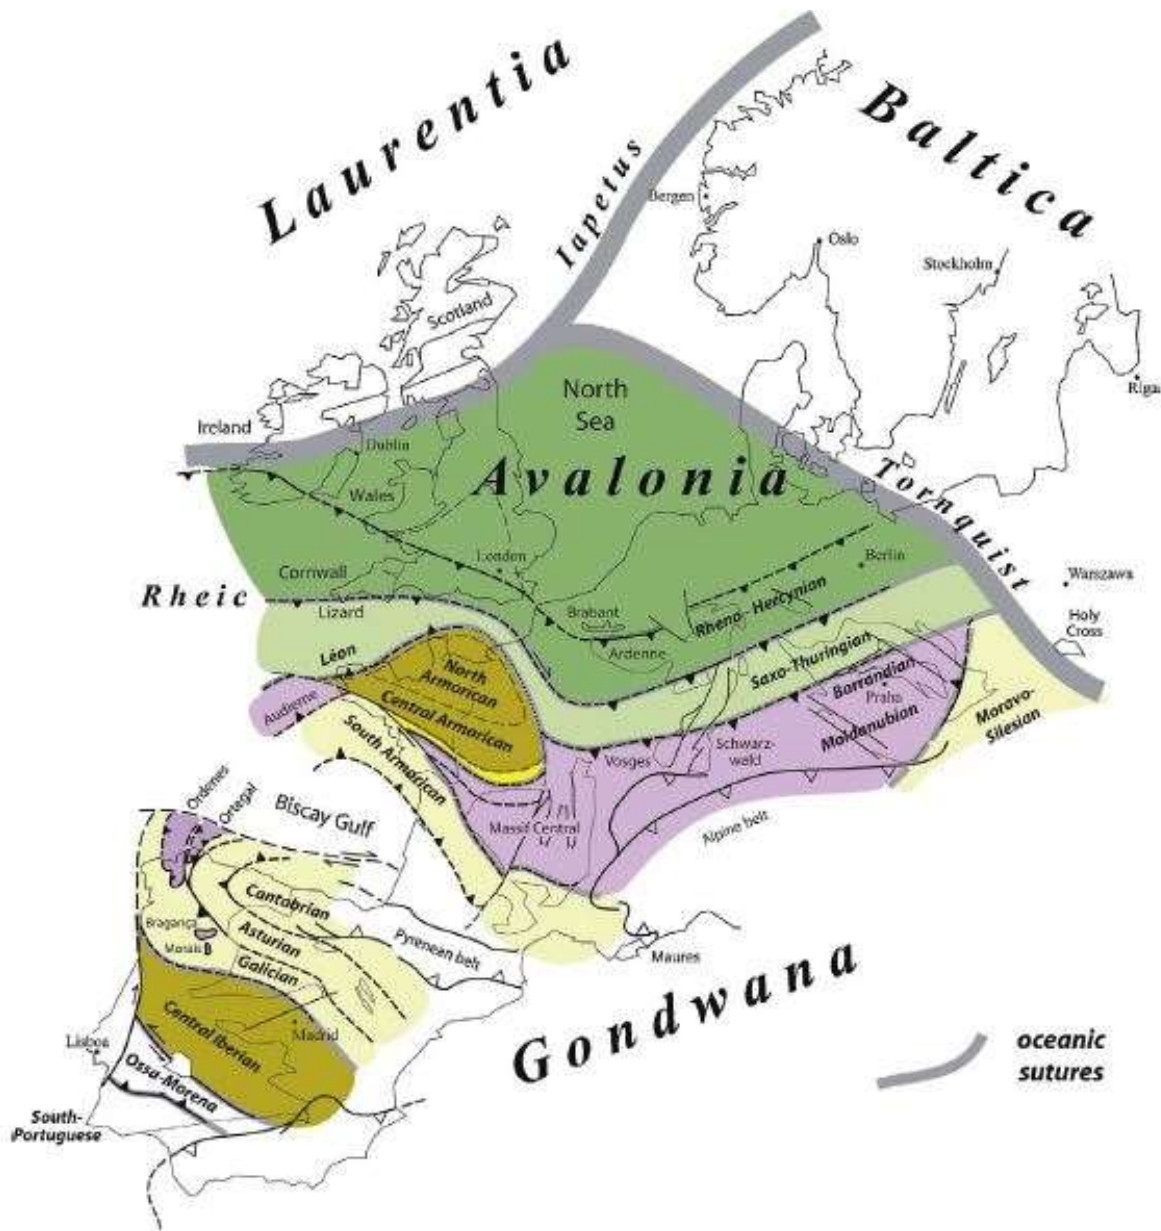 Laurentia
Baltica
Iapetus
Bergen
Oslo
Stockholm
Scotland
Riga
North
Sea
Ireland
Dublin
Avalonia
Tornquist
Wales
London
Berlin
Cornwall
Rheic
Lizard
Brabant
Rheno-Hercynian
Warszawa
Holy
Cross
Ardenne
Léon
Saxo-Thuringian
North
Armorican
Barrandian
Praha
Audierne
Central Armorican
Moldanubian
Moravo-
Silesian
South Armorican
Vosges
Schwarz-
wald
Ordenes
Ortegal
Biscay Gulf
Massif Central
Alpine belt
Cantabrian
Bragança
Asturian
Morais
Pyrenean belt
Galician
Maures
Gondwana
Central Iberian
Madrid
Lisboa
Ossa-Morena
South-
Portuguese
oceanic
sutures